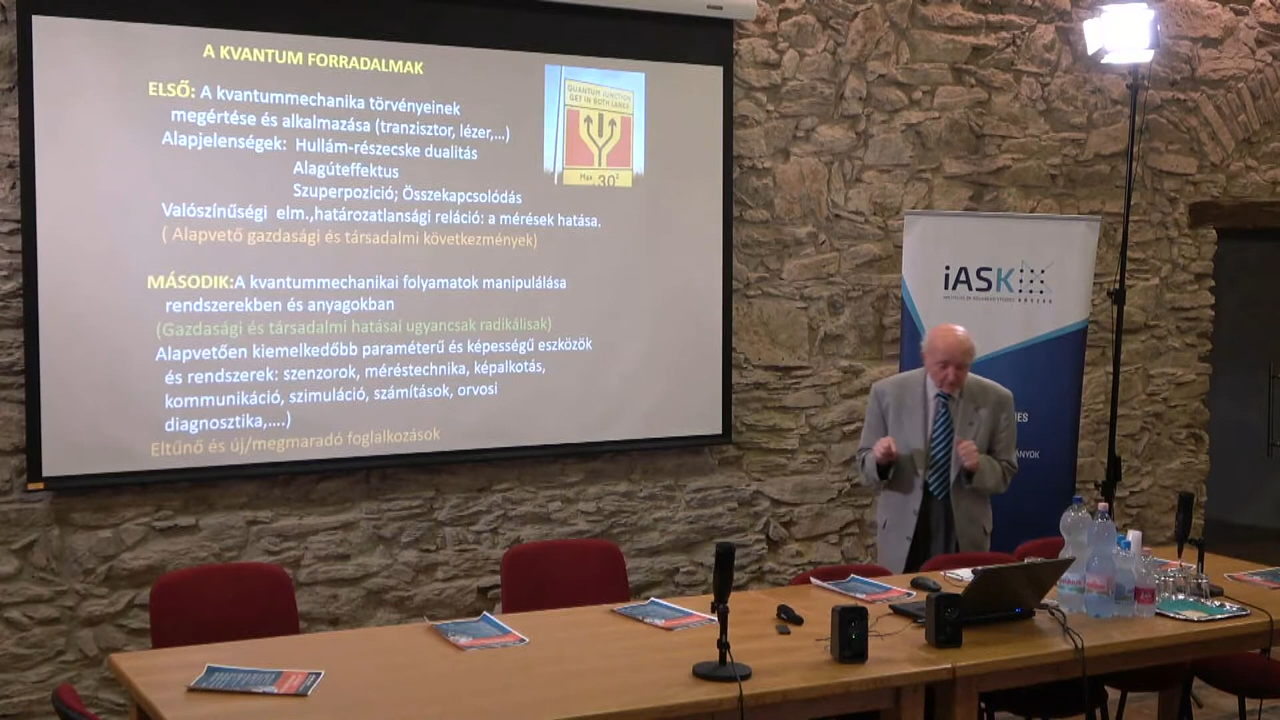 A KVANTUM FORRADALMAK
ELSŐ: A kvantummechanika törvényeinek
megértése és alkalmazása (tranzisztor, lézer,...)
Alapjelenségek: Hullám-részecske dualitás
Alagúteffektus
Szuperpozició; Összekapcsolódás
Valószínűségi elm.,határozatlansági reláció: a mérések hatása.
( Alapvető gazdasági és társadalmi következmények)
MÁSODIK:A kvantummechanikai folyamatok manipulálása
rendszerekben és anyagokban
(Gazdasági és társadalmi hatásai ugyancsak radikálisak)
Alapvetően kiemelkedőbb paraméterű és képességű eszközök
és rendszerek: szenzorok, méréstechnika, képalkotás,
kommunikáció, szimuláció, számítások, orvosi
diagnosztika,....)
Eltűnő és új/megmaradó foglalkozások
QUANTUM JUNCTION
GET IN BOTH LANES
Max. 30²
iASK
KŐSZEG